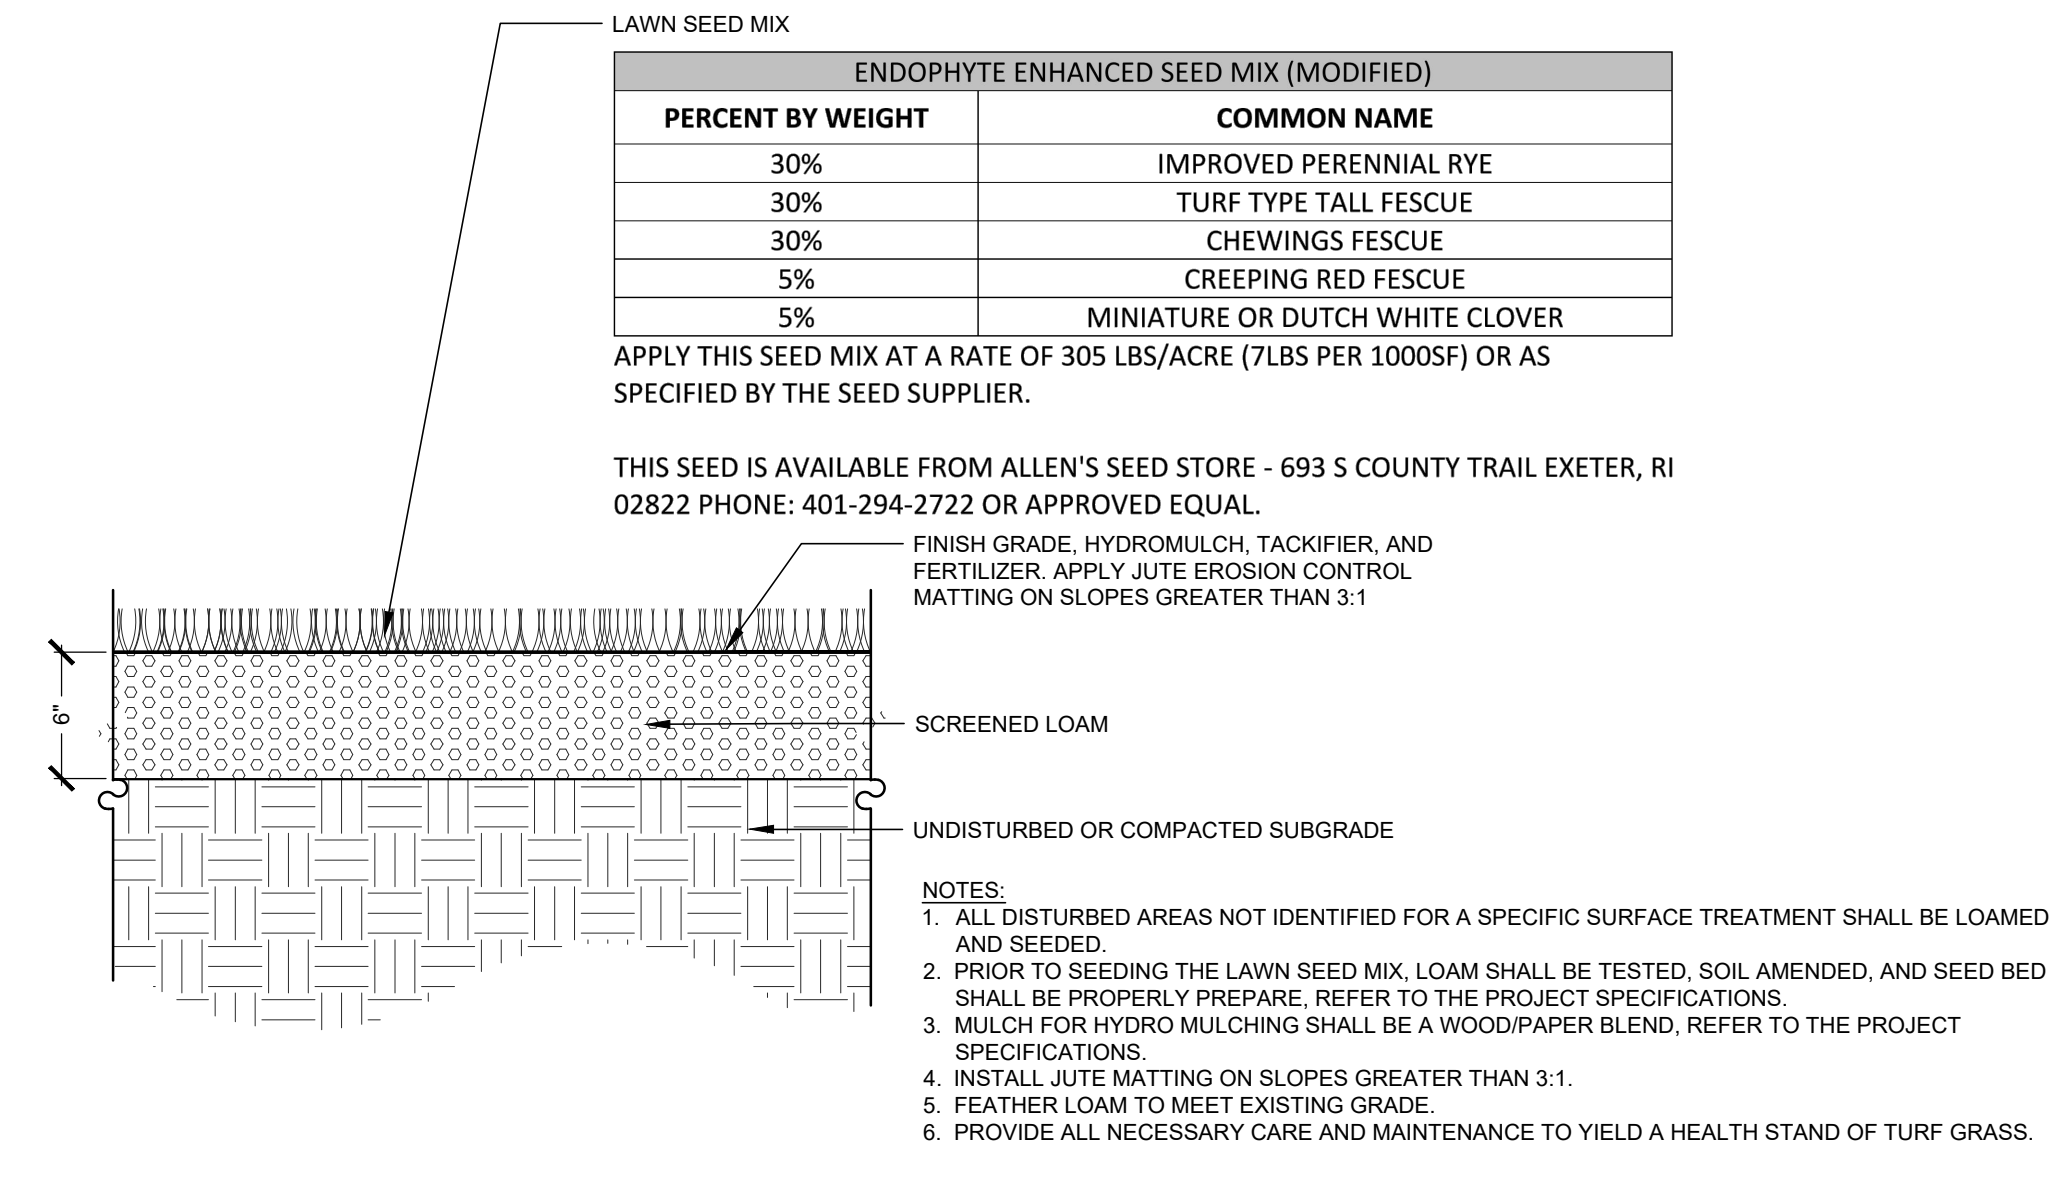 LAWN SEED MIX
ENDOPHYTE ENHANCED SEED MIX (MODIFIED)
PERCENT BY WEIGHT COMMON NAME
30% IMPROVED PERENNIAL RYE
30% TURF TYPE TALL FESCUE
30% CHEWINGS FESCUE
5% CREEPING RED FESCUE
5% MINIATURE OR DUTCH WHITE CLOVER
APPLY THIS SEED MIX AT A RATE OF 305 LBS/ACRE (7LBS PER 1000SF) OR AS
SPECIFIED BY THE SEED SUPPLIER.
THIS SEED IS AVAILABLE FROM ALLEN'S SEED STORE - 693 S COUNTY TRAIL EXETER, RI
02822 PHONE: 401-294-2722 OR APPROVED EQUAL.
FINISH GRADE, HYDROMULCH, TACKIFIER, AND
FERTILIZER. APPLY JUTE EROSION CONTROL
MATTING ON SLOPES GREATER THAN 3:1
6"
SCREENED LOAM
UNDISTURBED OR COMPACTED SUBGRADE
NOTES:
1. ALL DISTURBED AREAS NOT IDENTIFIED FOR A SPECIFIC SURFACE TREATMENT SHALL BE LOAMED
AND SEEDED.
2. PRIOR TO SEEDING THE LAWN SEED MIX, LOAM SHALL BE TESTED, SOIL AMENDED, AND SEED BED
SHALL BE PROPERLY PREPARE, REFER TO THE PROJECT SPECIFICATIONS.
3. MULCH FOR HYDRO MULCHING SHALL BE A WOOD/PAPER BLEND, REFER TO THE PROJECT
SPECIFICATIONS.
4. INSTALL JUTE MATTING ON SLOPES GREATER THAN 3:1.
5. FEATHER LOAM TO MEET EXISTING GRADE.
6. PROVIDE ALL NECESSARY CARE AND MAINTENANCE TO YIELD A HEALTH STAND OF TURF GRASS.